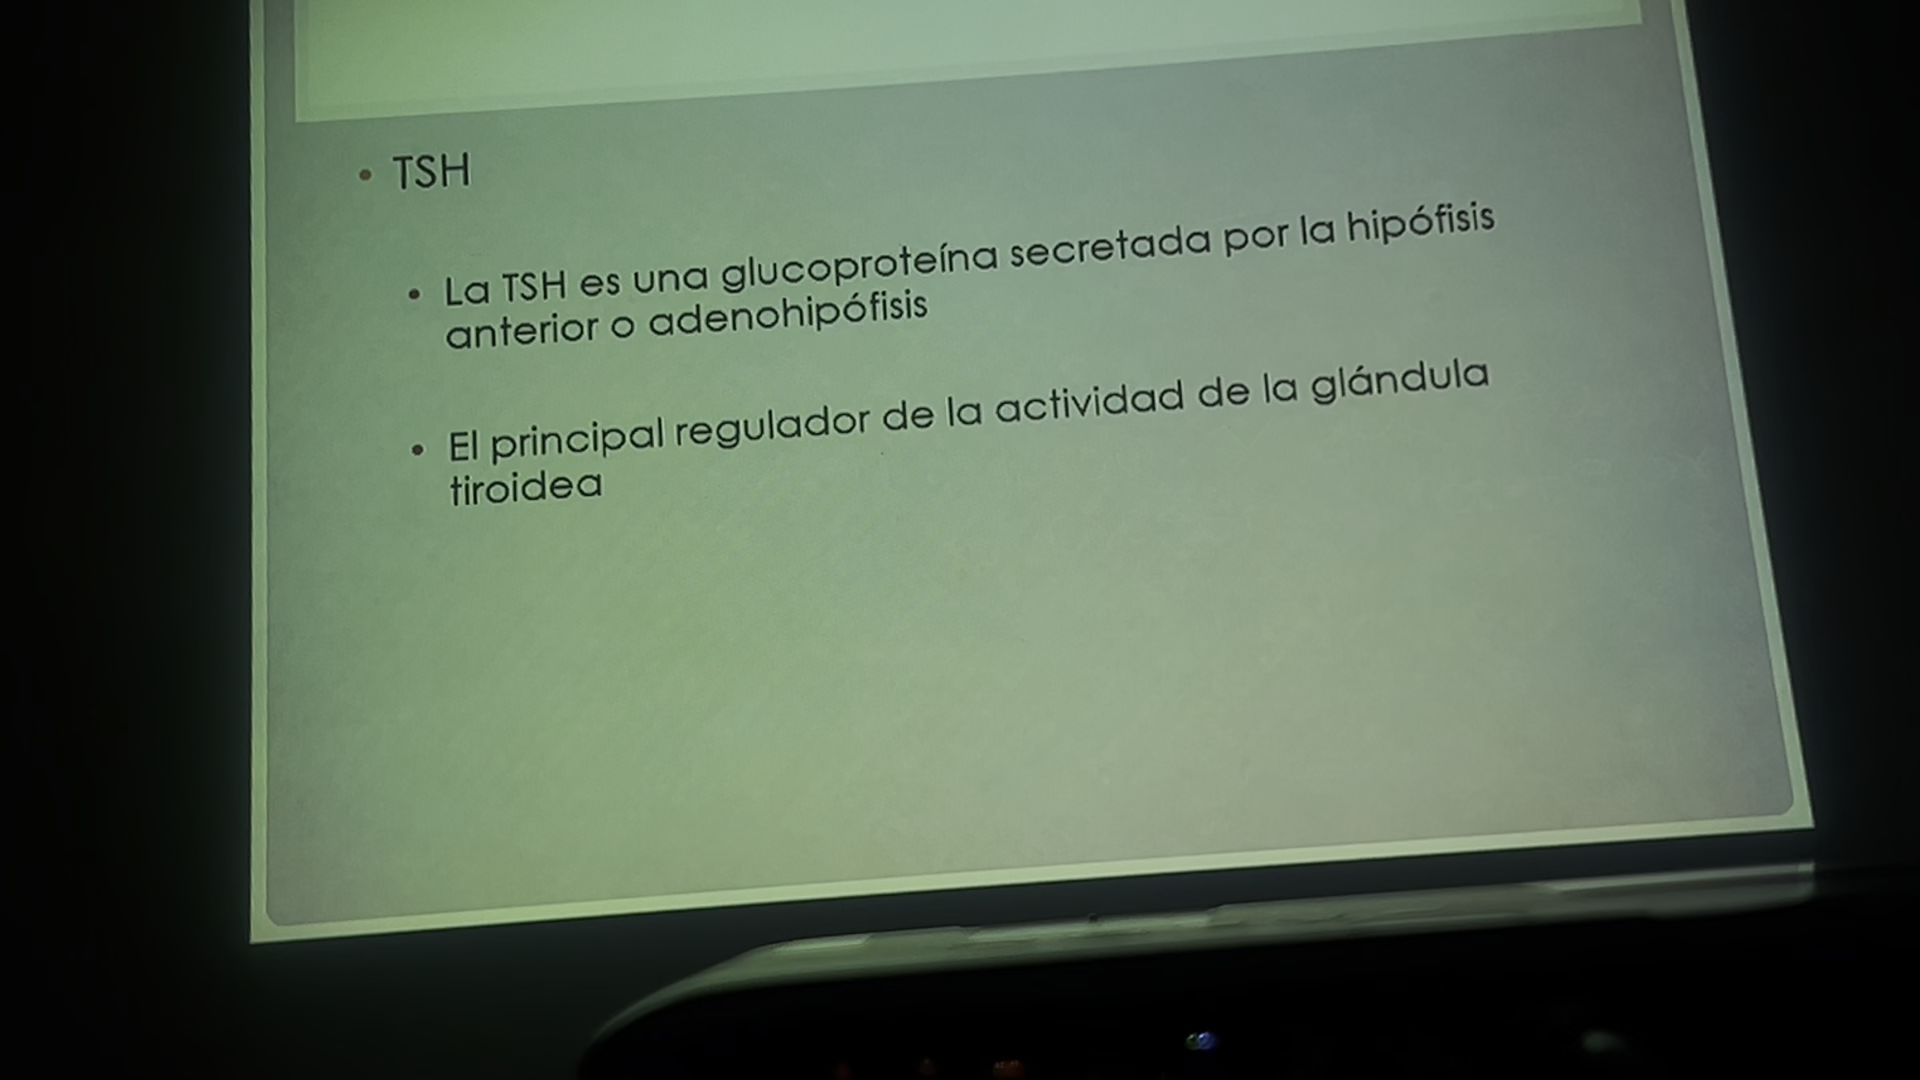 • TSH
• La TSH es una glucoproteína secretada por la hipófisis
anterior o adenohipófisis
• El principal regulador de la actividad de la glándula
tiroidea